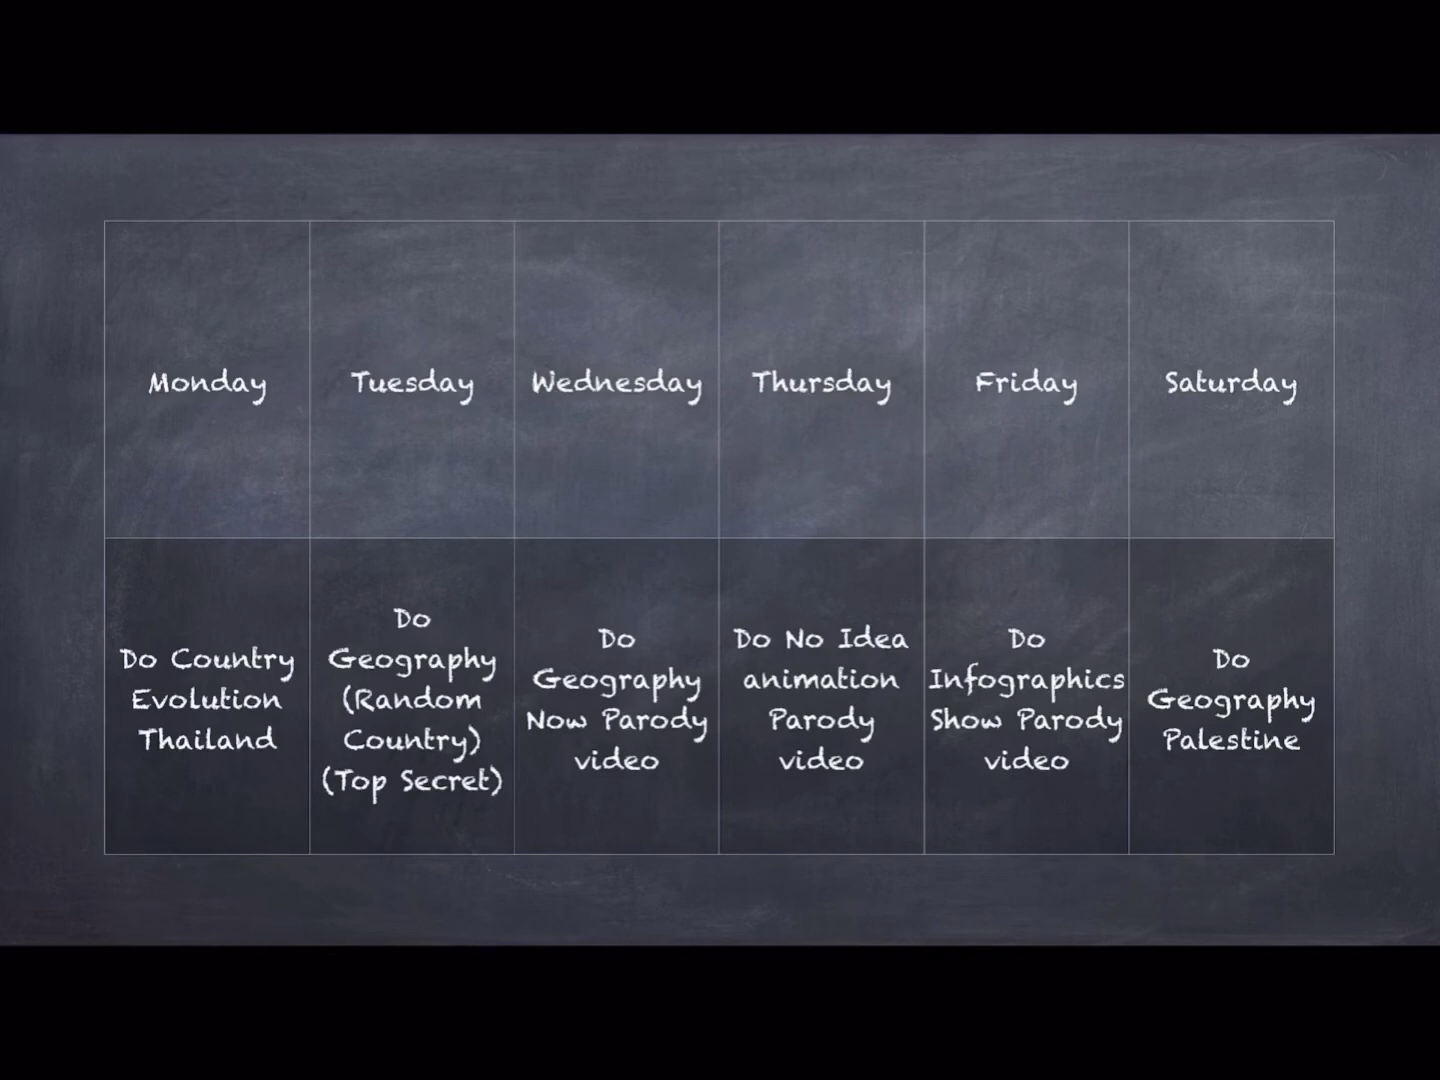 Monday Tuesday Wednesday Thursday Friday Saturday
Do Country
Evolution
Thailand
Do
Geography
(Random
Country)
(Top Secret)
Do
Geography
Now Parody
video
Do No Idea
animation
Parody
video
Do
Infographics
Show Parody
video
Do
Geography
Palestine